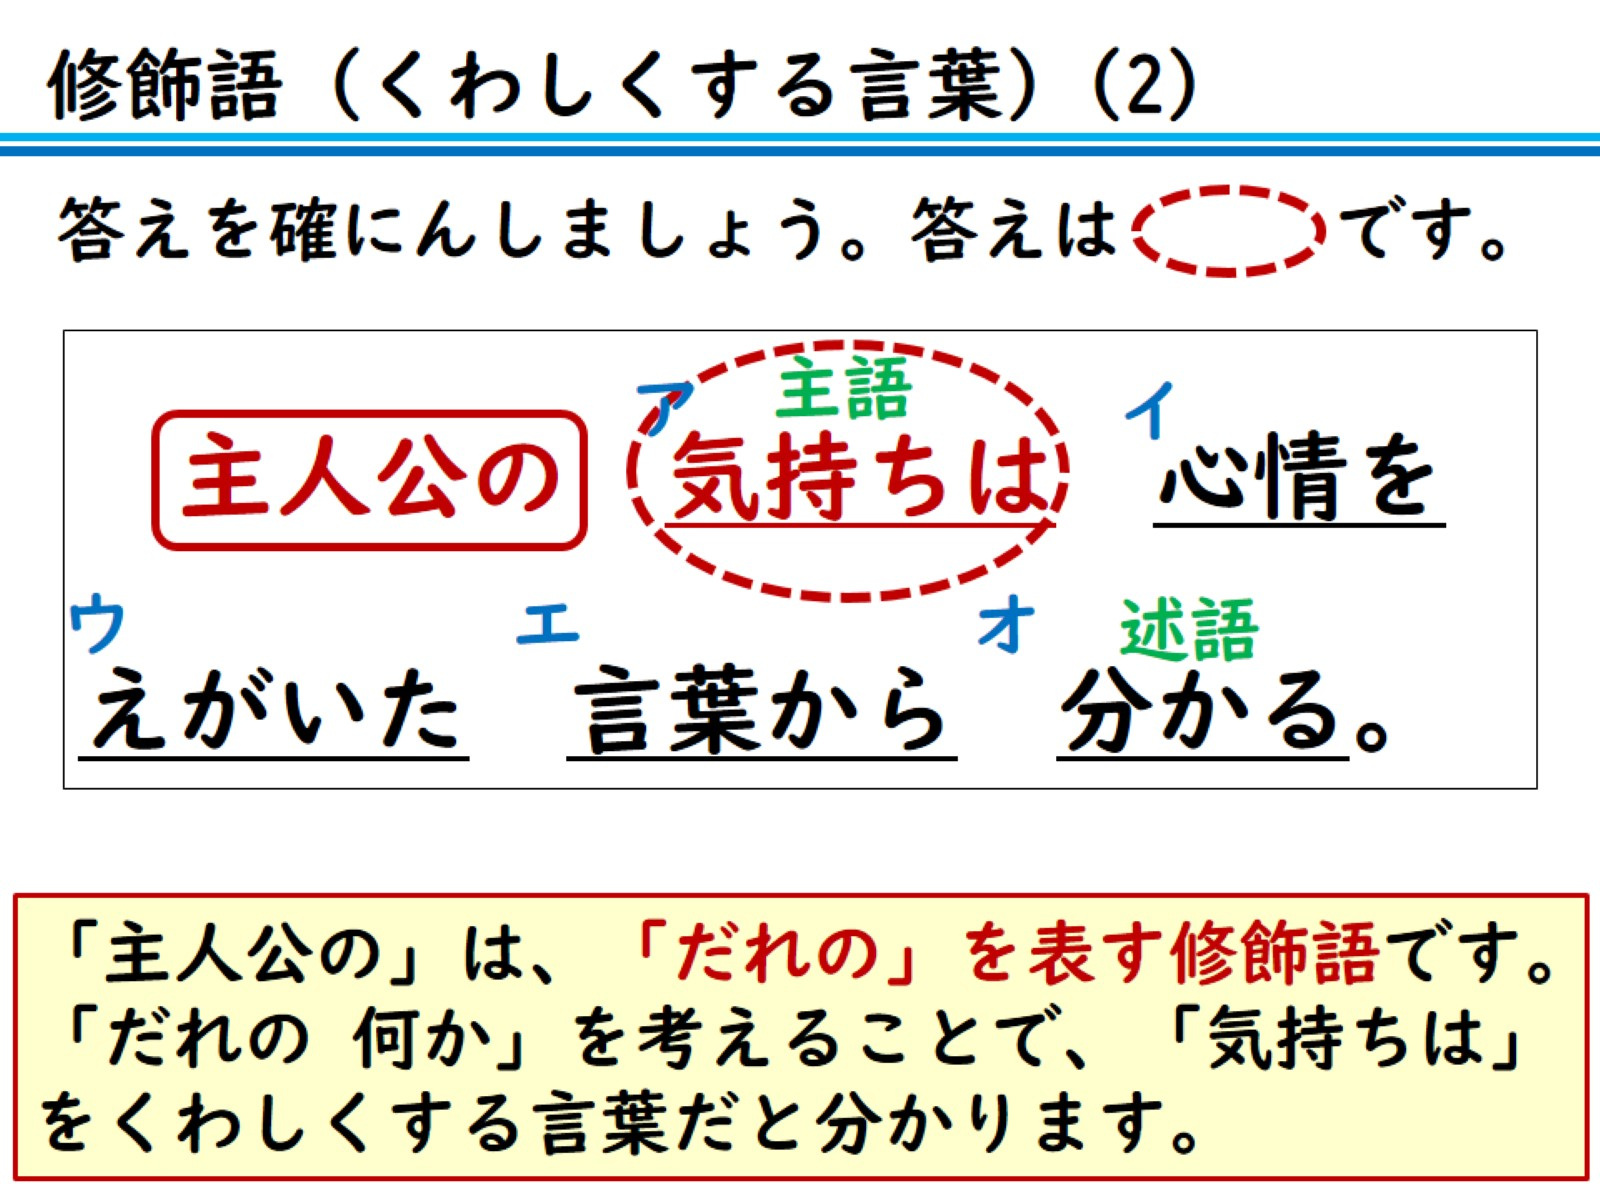 修飾語（くわしくする言葉）（2）
答えを確にんしましょう。答えは です。
ア 主語 イ
主人公の 気持ちは 心情を
ウ エ オ 述語
えがいた 言葉から 分かる。
「主人公の」は、「だれの」を表す修飾語です。
「だれの 何か」を考えることで、「気持ちは」
をくわしくする言葉だと分かります。